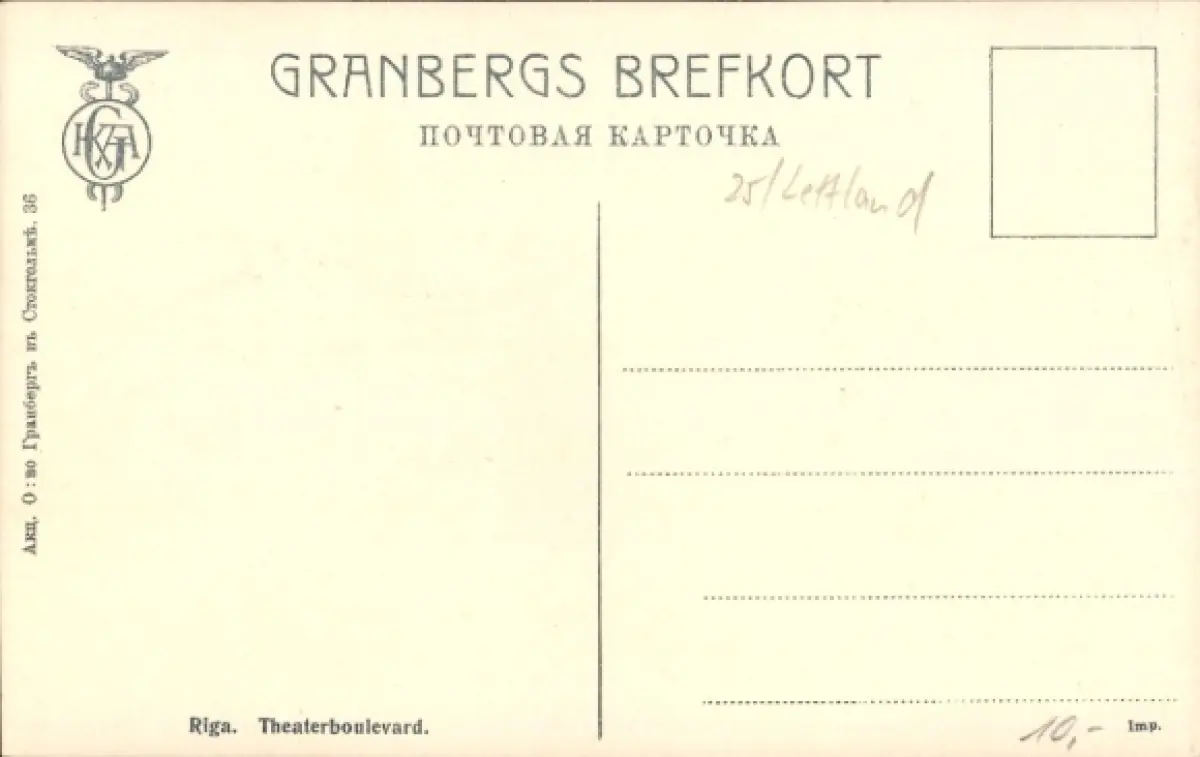 GRANBERGS BREFKORT
ПОЧТОВАЯ КАРТОЧКА
25/Lettland
Акц. О:во Гранбергъ въ Стокгольмѣ. 36
Riga. Theaterboulevard.
10,-
Imp.